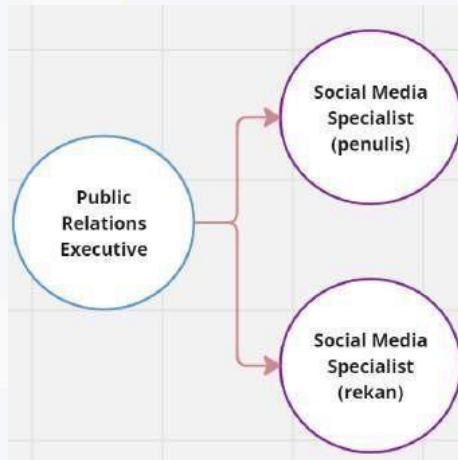 Public
Relations
Executive
Social Media
Specialist
(penulis)
Social Media
Specialist
(rekan)